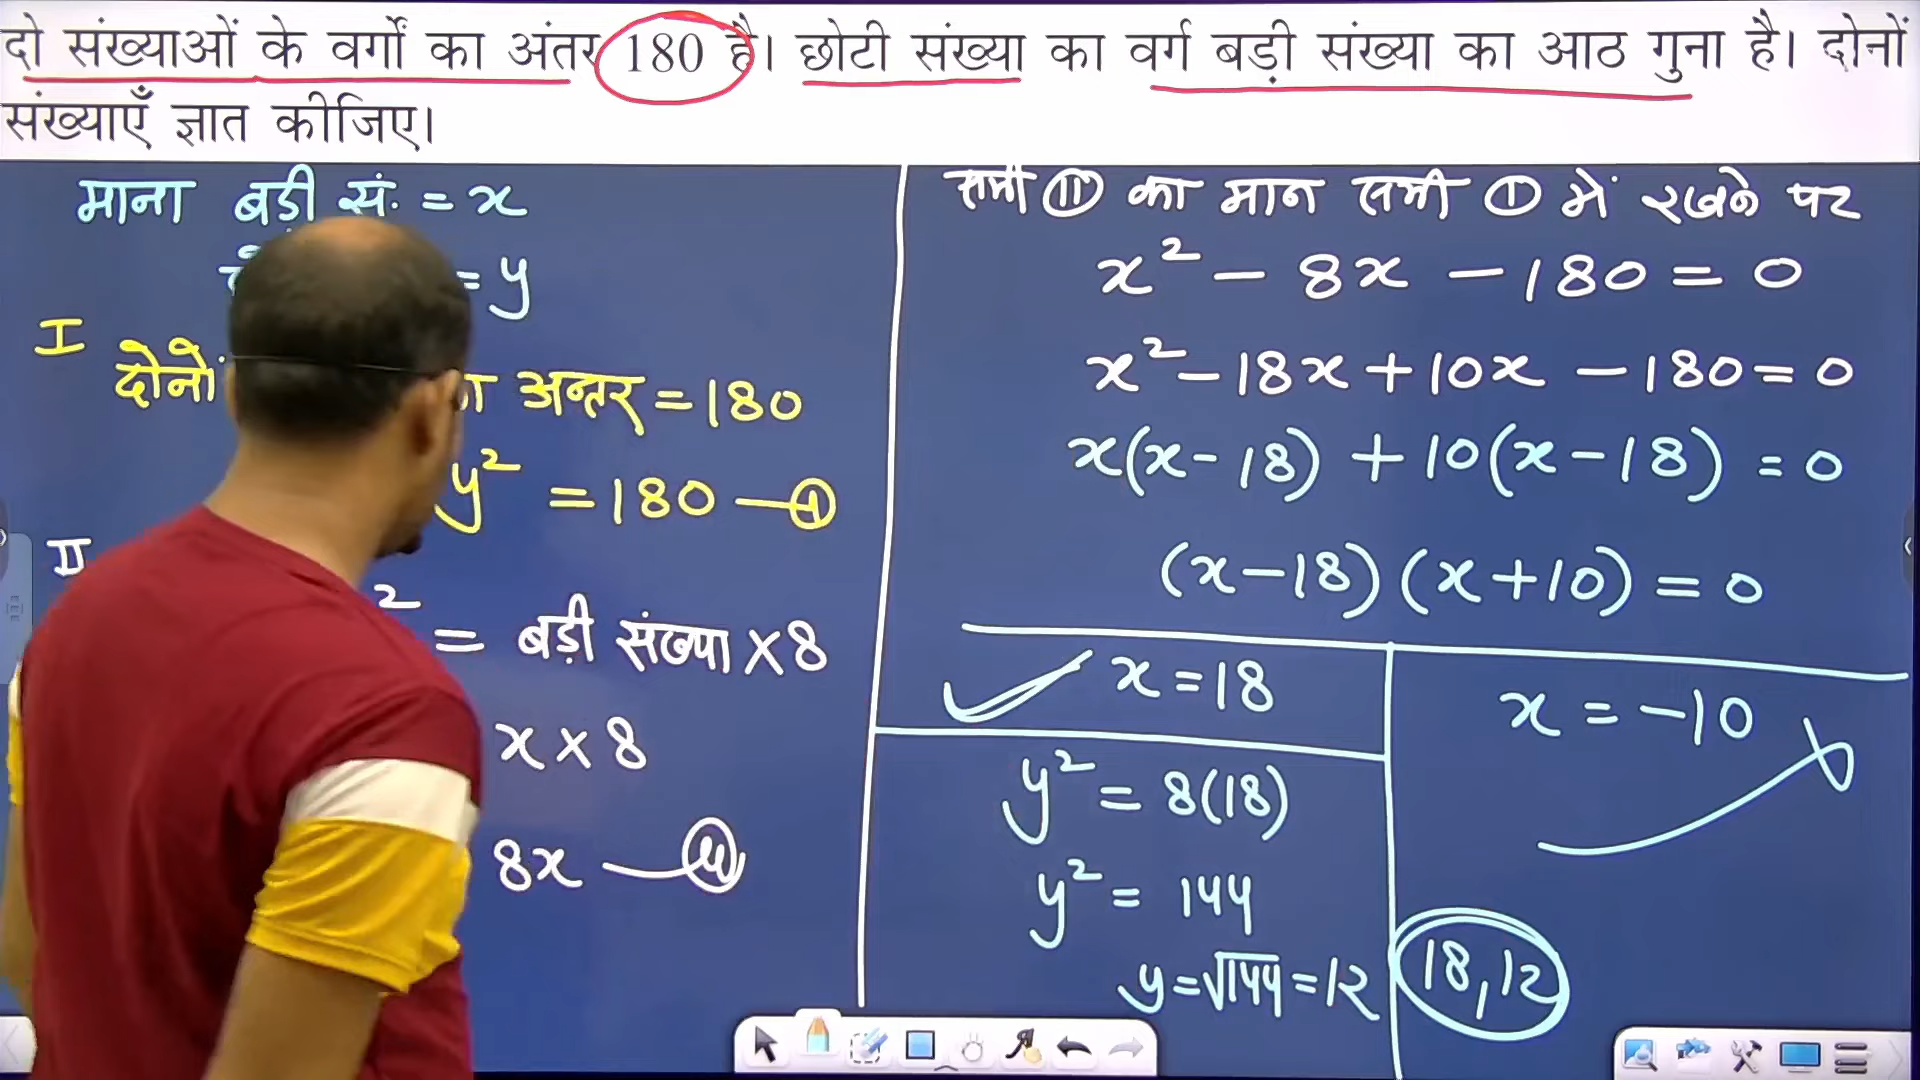 दो संख्याओं के वर्गों का अंतर 180 है। छोटी संख्या का वर्ग बड़ी संख्या का आठ गुना है। दोनों
संख्याएँ ज्ञात कीजिए।
माना बड़ी सं. = x
= y
I
दोनों अन्तर = 180
y² = 180 — ①
II
² = बड़ी संख्या × 8
x × 8
8x — ⑪
समी ⑪ का मान समी ① में रखने पर
x² − 8x − 180 = 0
x² − 18x + 10x − 180 = 0
x(x − 18) + 10(x − 18) = 0
(x − 18) (x + 10) = 0
x = 18
x = −10
y² = 8(18)
y² = 144
y = √144 = 12
18, 12